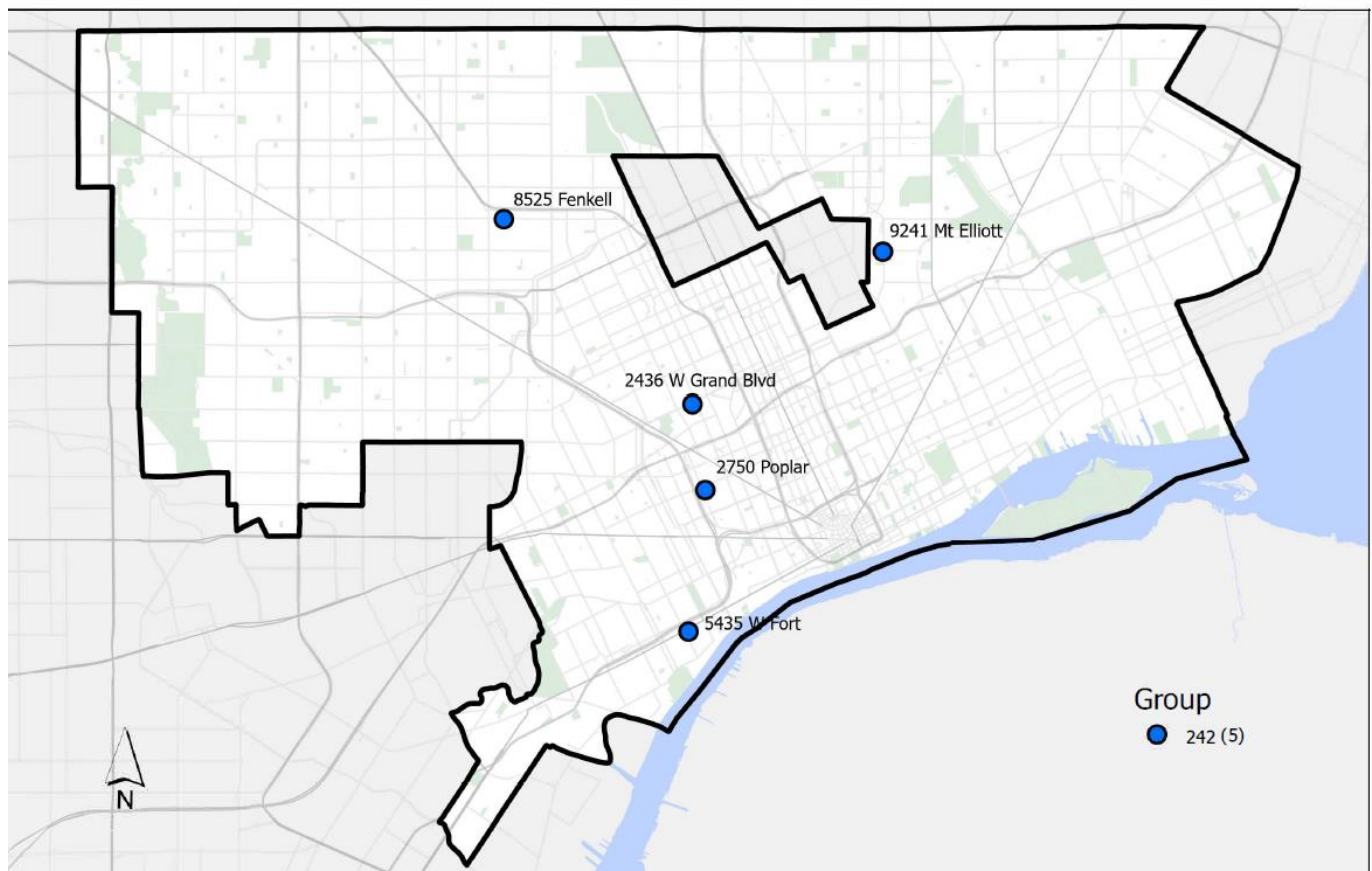 8525 Fenkell
9241 Mt Elliott
2436 W Grand Blvd
2750 Poplar
5435 W Fort
Group
242 (5)
N